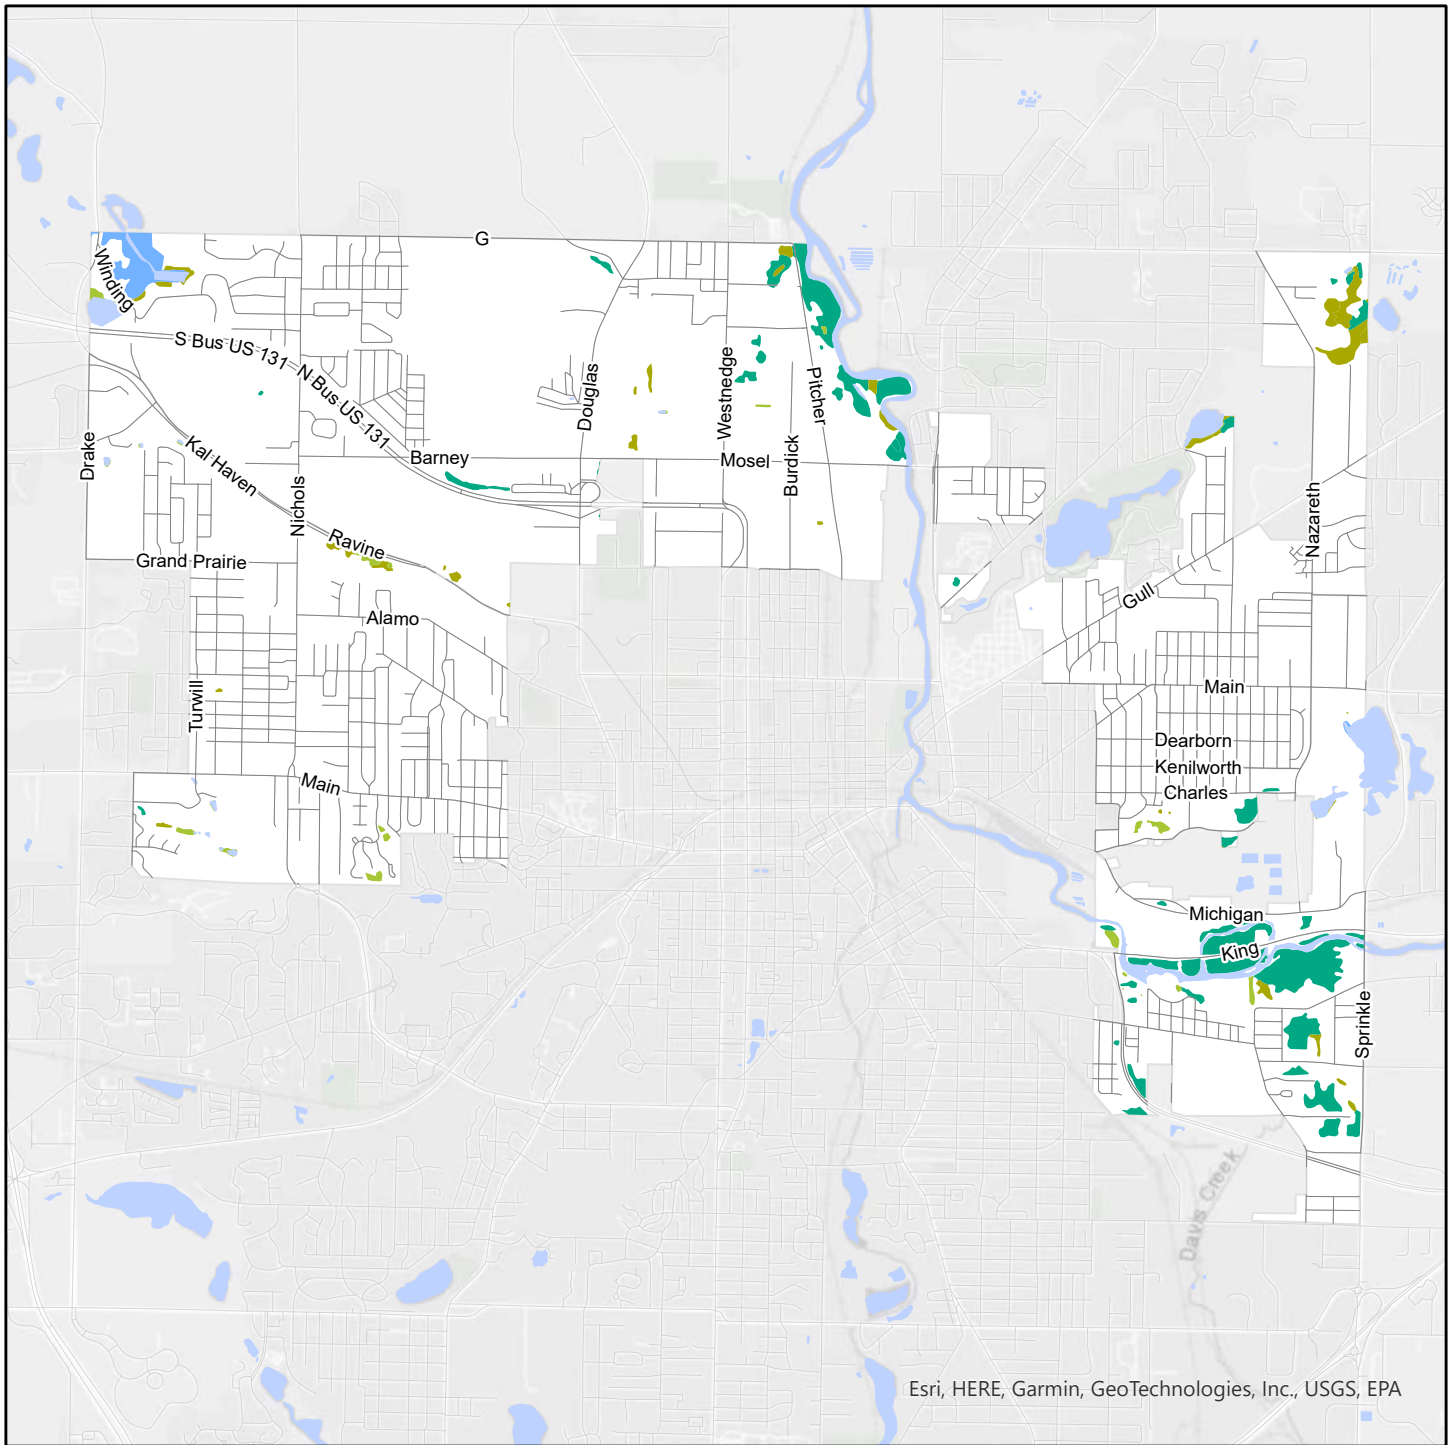 G
Winding
S Bus US 131
N Bus US 131
Douglas
Westnedge
Pitcher
Drake
Kal Haven
Barney
Mosel
Burdick
Nichols
Nazareth
Ravine
Grand Prairie
Gull
Alamo
Turwill
Main
Dearborn
Kenilworth
Main
Charles
Michigan
King
Sprinkle
Davis Creek
Esri, HERE, Garmin, GeoTechnologies, Inc., USGS, EPA